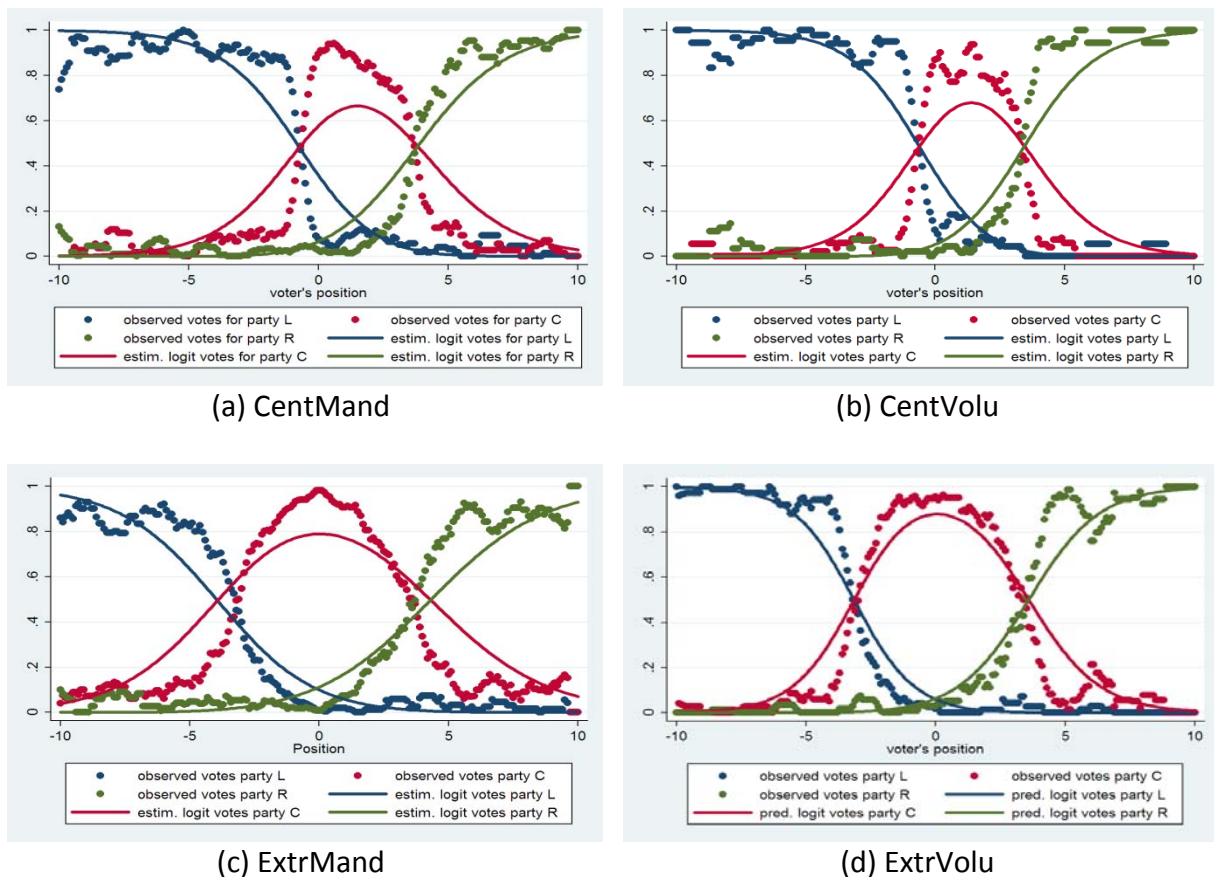 1
.8
.6
.4
.2
0
-10 -5 0 5 10
voter's position
observed votes for party L observed votes for party C
observed votes for party R estim. logit votes for party L
estim. logit votes for party C estim. logit votes for party R
(a) CentMand
1
.8
.6
.4
.2
0
-10 -5 0 5 10
voter's position
observed votes party L observed votes party C
observed votes party R estim. logit votes party L
estim. logit votes party C estim. logit votes party R
(b) CentVolu
1
.8
.6
.4
.2
0
-10 -5 0 5 10
Position
observed votes party L observed votes party C
observed votes party R estim. logit votes party L
estim. logit votes party C estim. logit votes party R
(c) ExtrMand
1
.8
.6
.4
.2
0
-10 -5 0 5 10
voter's position
observed votes party L observed votes party C
observed votes party R pred. logit votes party L
pred. logit votes party C pred. logit votes party R
(d) ExtrVolu